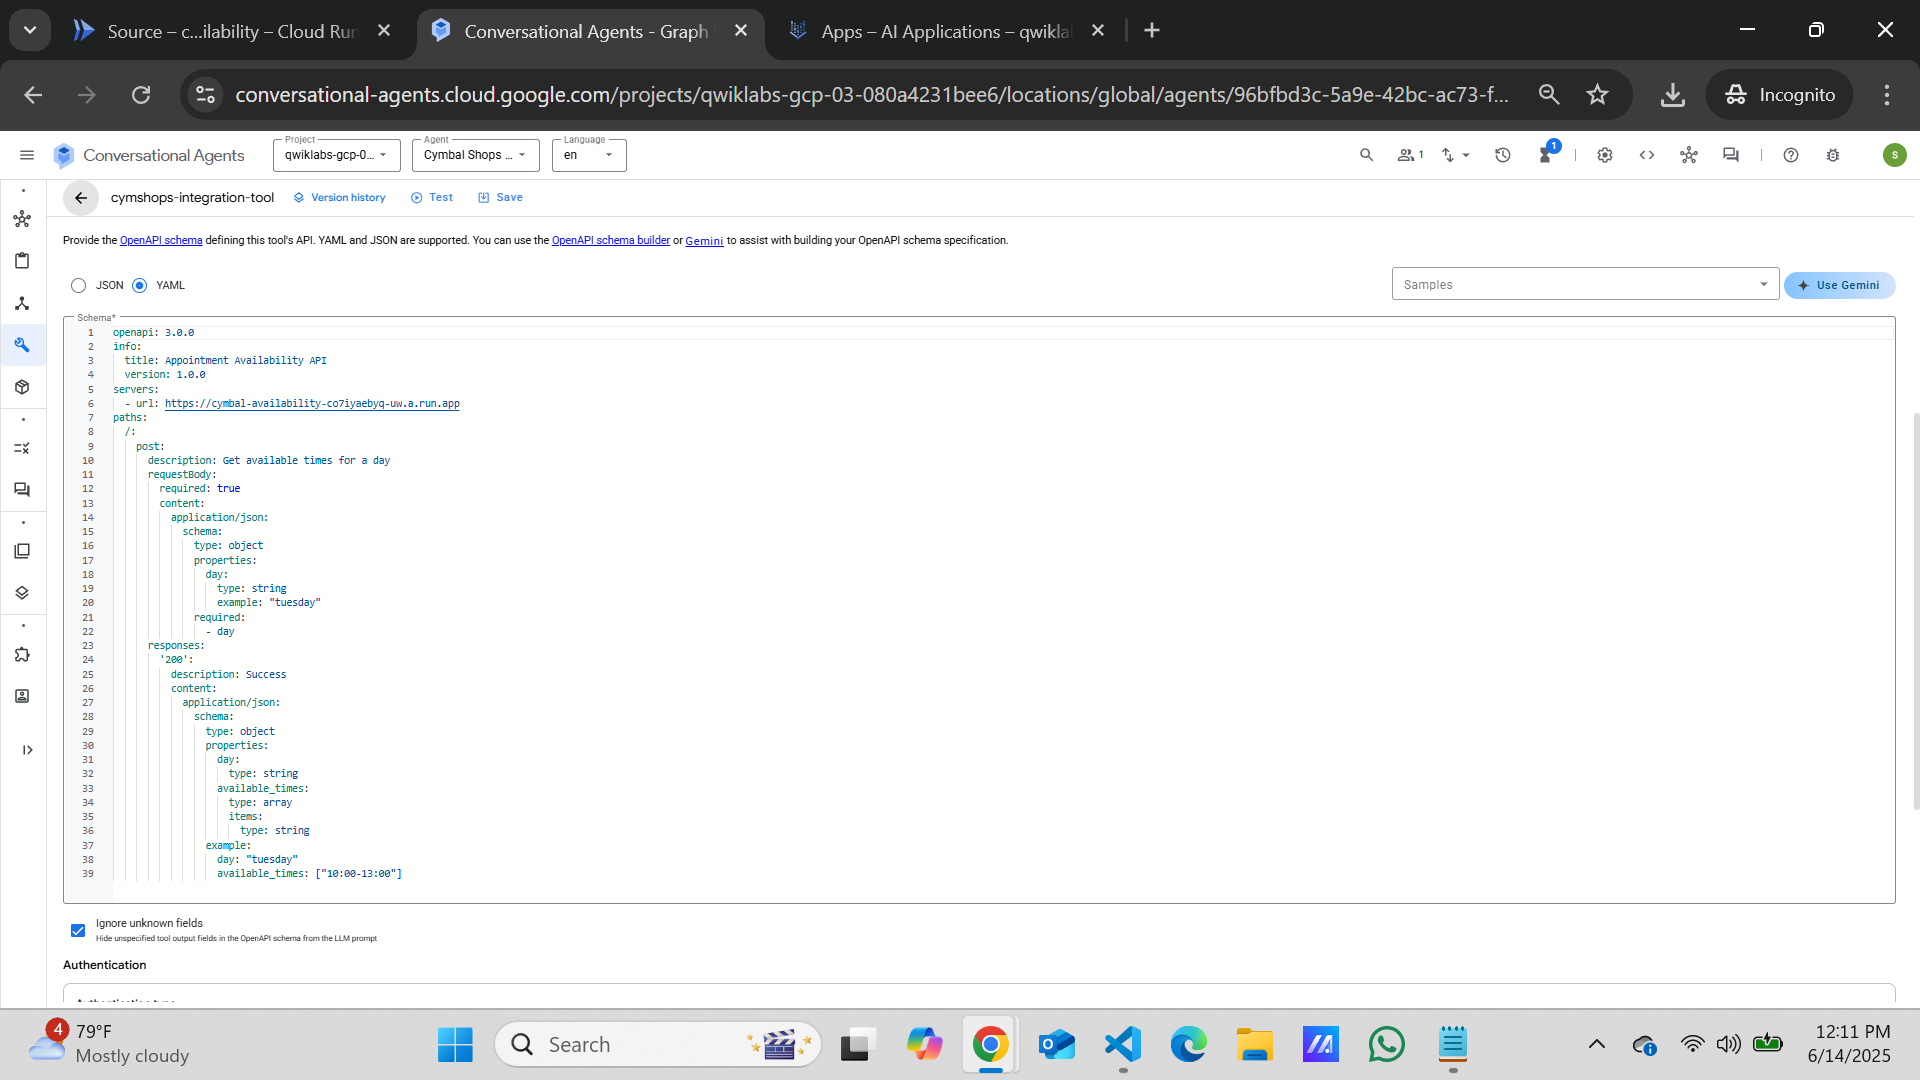 Source – c...ilability – Cloud Run
Conversational Agents - Graph
Apps – AI Applications – qwikla
conversational-agents.cloud.google.com/projects/qwiklabs-gcp-03-080a4231bee6/locations/global/agents/96bfbd3c-5a9e-42bc-ac73-f...
Incognito
Conversational Agents
Project
qwiklabs-gcp-0...
Agent
Cymbal Shops ...
Language
en
1
1
S
cymshops-integration-tool
Version history
Test
Save
Provide the OpenAPI schema defining this tool's API. YAML and JSON are supported. You can use the OpenAPI schema builder or Gemini to assist with building your OpenAPI schema specification.
JSON
YAML
Samples
Use Gemini
Schema*
1 openapi: 3.0.0
2 info:
3 title: Appointment Availability API
4 version: 1.0.0
5 servers:
6 - url: https://cymbal-availability-co7iyaebyq-uw.a.run.app
7 paths:
8 /:
9 post:
10 description: Get available times for a day
11 requestBody:
12 required: true
13 content:
14 application/json:
15 schema:
16 type: object
17 properties:
18 day:
19 type: string
20 example: "tuesday"
21 required:
22 - day
23 responses:
24 '200':
25 description: Success
26 content:
27 application/json:
28 schema:
29 type: object
30 properties:
31 day:
32 type: string
33 available_times:
34 type: array
35 items:
36 type: string
37 example:
38 day: "tuesday"
39 available_times: ["10:00-13:00"]
Ignore unknown fields
Hide unspecified tool output fields in the OpenAPI schema from the LLM prompt
Authentication
Authentication type
4
79°F
Mostly cloudy
Search
12:11 PM
6/14/2025